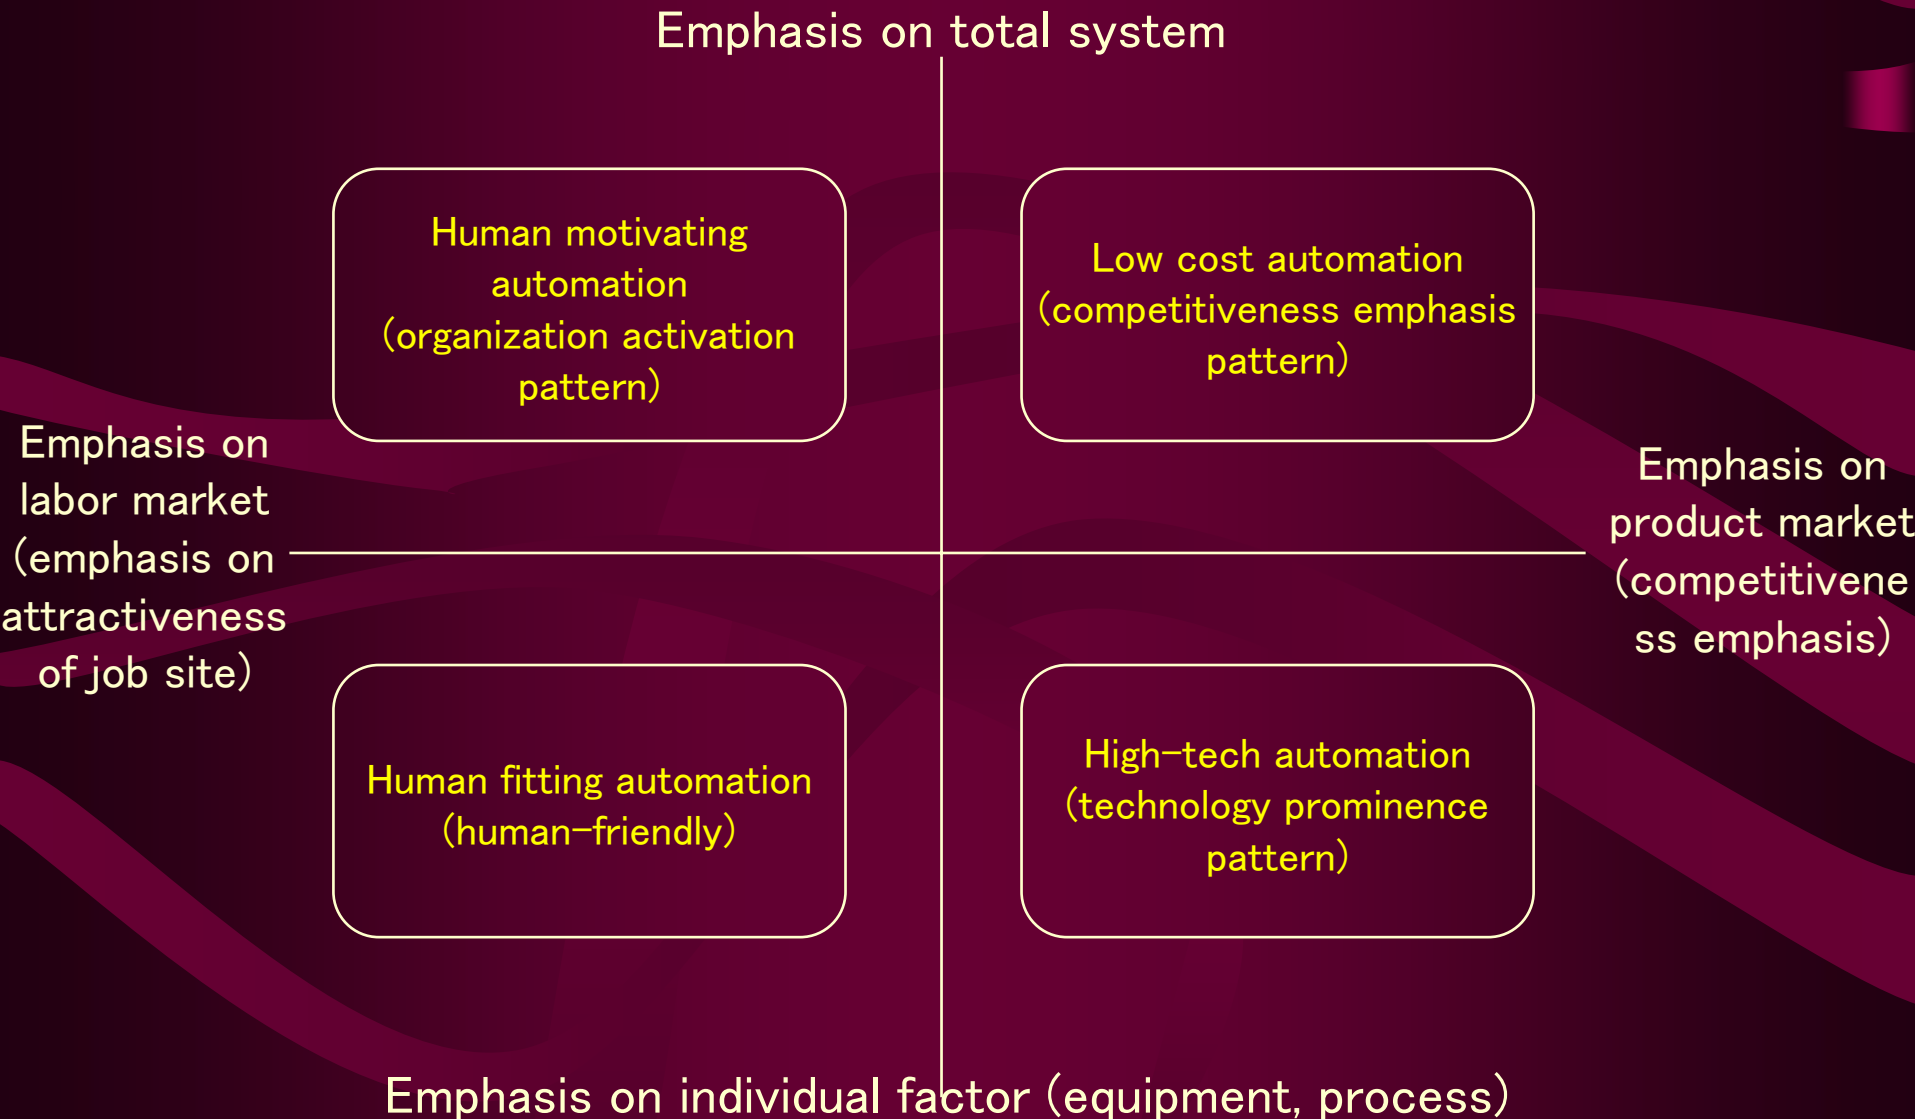 Emphasis on total system
Human motivating
automation
(organization activation
pattern)
Low cost automation
(competitiveness emphasis
pattern)
Emphasis on
labor market
(emphasis on
attractiveness
of job site)
Emphasis on
product market
(competitivene
ss emphasis)
Human fitting automation
(human-friendly)
High-tech automation
(technology prominence
pattern)
Emphasis on individual factor (equipment, process)